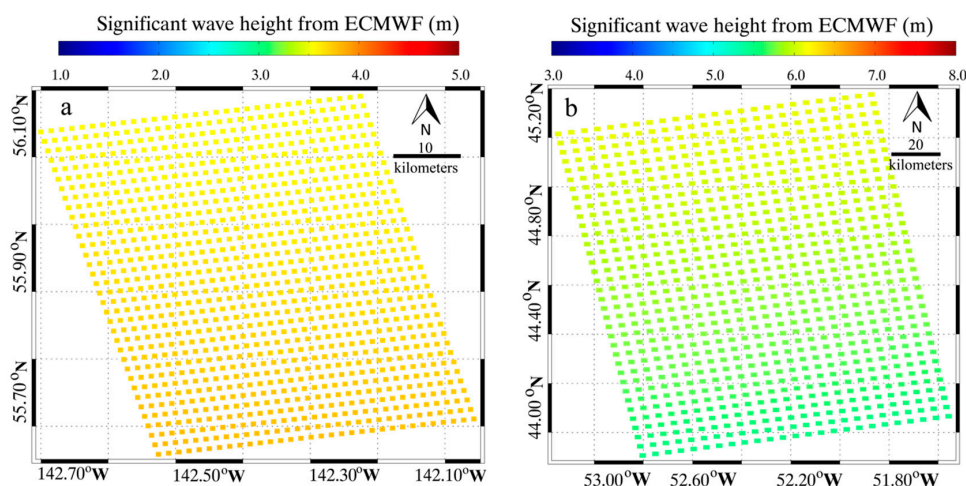 Significant wave height from ECMWF (m)
1.0 2.0 3.0 4.0 5.0
a
N
10
kilometers
56.10°N
55.90°N
55.70°N
142.70°W 142.50°W 142.30°W 142.10°W
Significant wave height from ECMWF (m)
3.0 4.0 5.0 6.0 7.0 8.0
b
N
20
kilometers
45.20°N
44.80°N
44.40°N
44.00°N
53.00°W 52.60°W 52.20°W 51.80°W